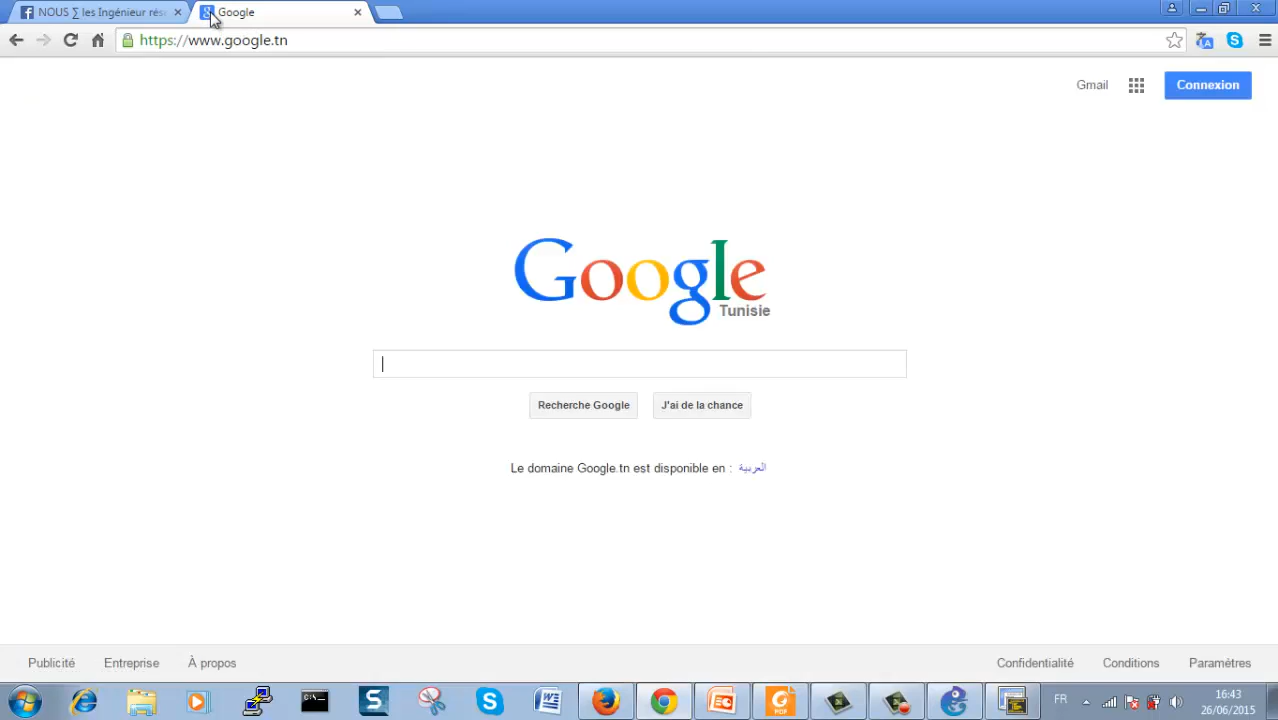 NOUS ∑ les Ingénieur rés
Google
https://www.google.tn
Gmail
Connexion
Google
Tunisie
Recherche Google
J'ai de la chance
Le domaine Google.tn est disponible en : العربية
Publicité
Entreprise
À propos
Confidentialité
Conditions
Paramètres
FR
16:43
26/06/2015